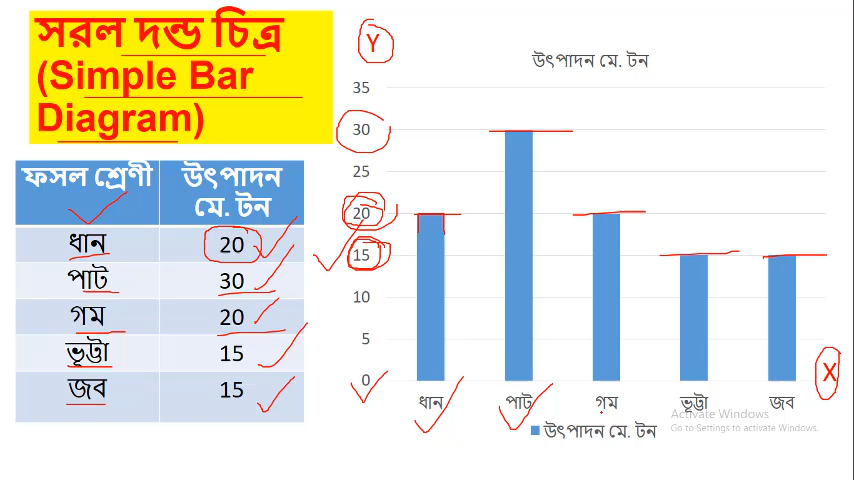 সরল দন্ড চিত্র
(Simple Bar
Diagram)
ফসল শ্রেণী উৎপাদন
মে. টন
ধান 20
পাট 30
গম 20
ভূট্টা 15
জব 15
Y
উৎপাদন মে. টন
35
30
25
20
15
10
5
0
ধান পাট গম ভূট্টা জব
X
উৎপাদন মে. টন
Activate Windows
Go to Settings to activate Windows.